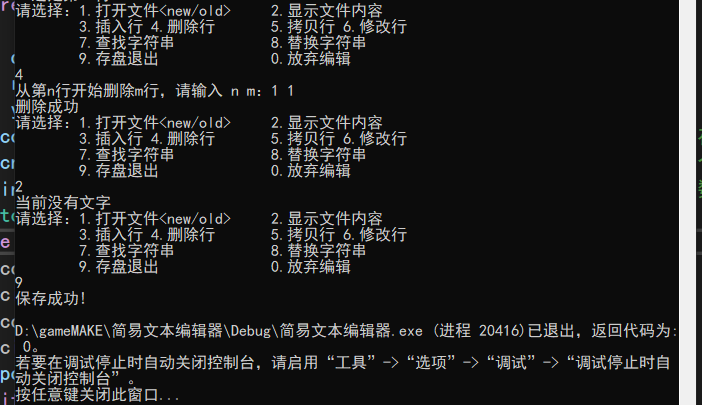 请选择: 1.打开文件<new/old> 2.显示文件内容
3.插入行 4.删除行 5.拷贝行 6.修改行
7.查找字符串 8.替换字符串
9.存盘退出 0.放弃编辑
4
从第n行开始删除m行，请输入 n m: 1 1
删除成功
请选择: 1.打开文件<new/old> 2.显示文件内容
3.插入行 4.删除行 5.拷贝行 6.修改行
7.查找字符串 8.替换字符串
9.存盘退出 0.放弃编辑
2
当前没有文字
请选择: 1.打开文件<new/old> 2.显示文件内容
3.插入行 4.删除行 5.拷贝行 6.修改行
7.查找字符串 8.替换字符串
9.存盘退出 0.放弃编辑
9
保存成功!
D:\gameMAKE\简易文本编辑器\Debug\简易文本编辑器.exe (进程 20416)已退出，返回代码为:
0。
若要在调试停止时自动关闭控制台，请启用“工具”->“选项”->“调试”->“调试停止时自
动关闭控制台”。
按任意键关闭此窗口...